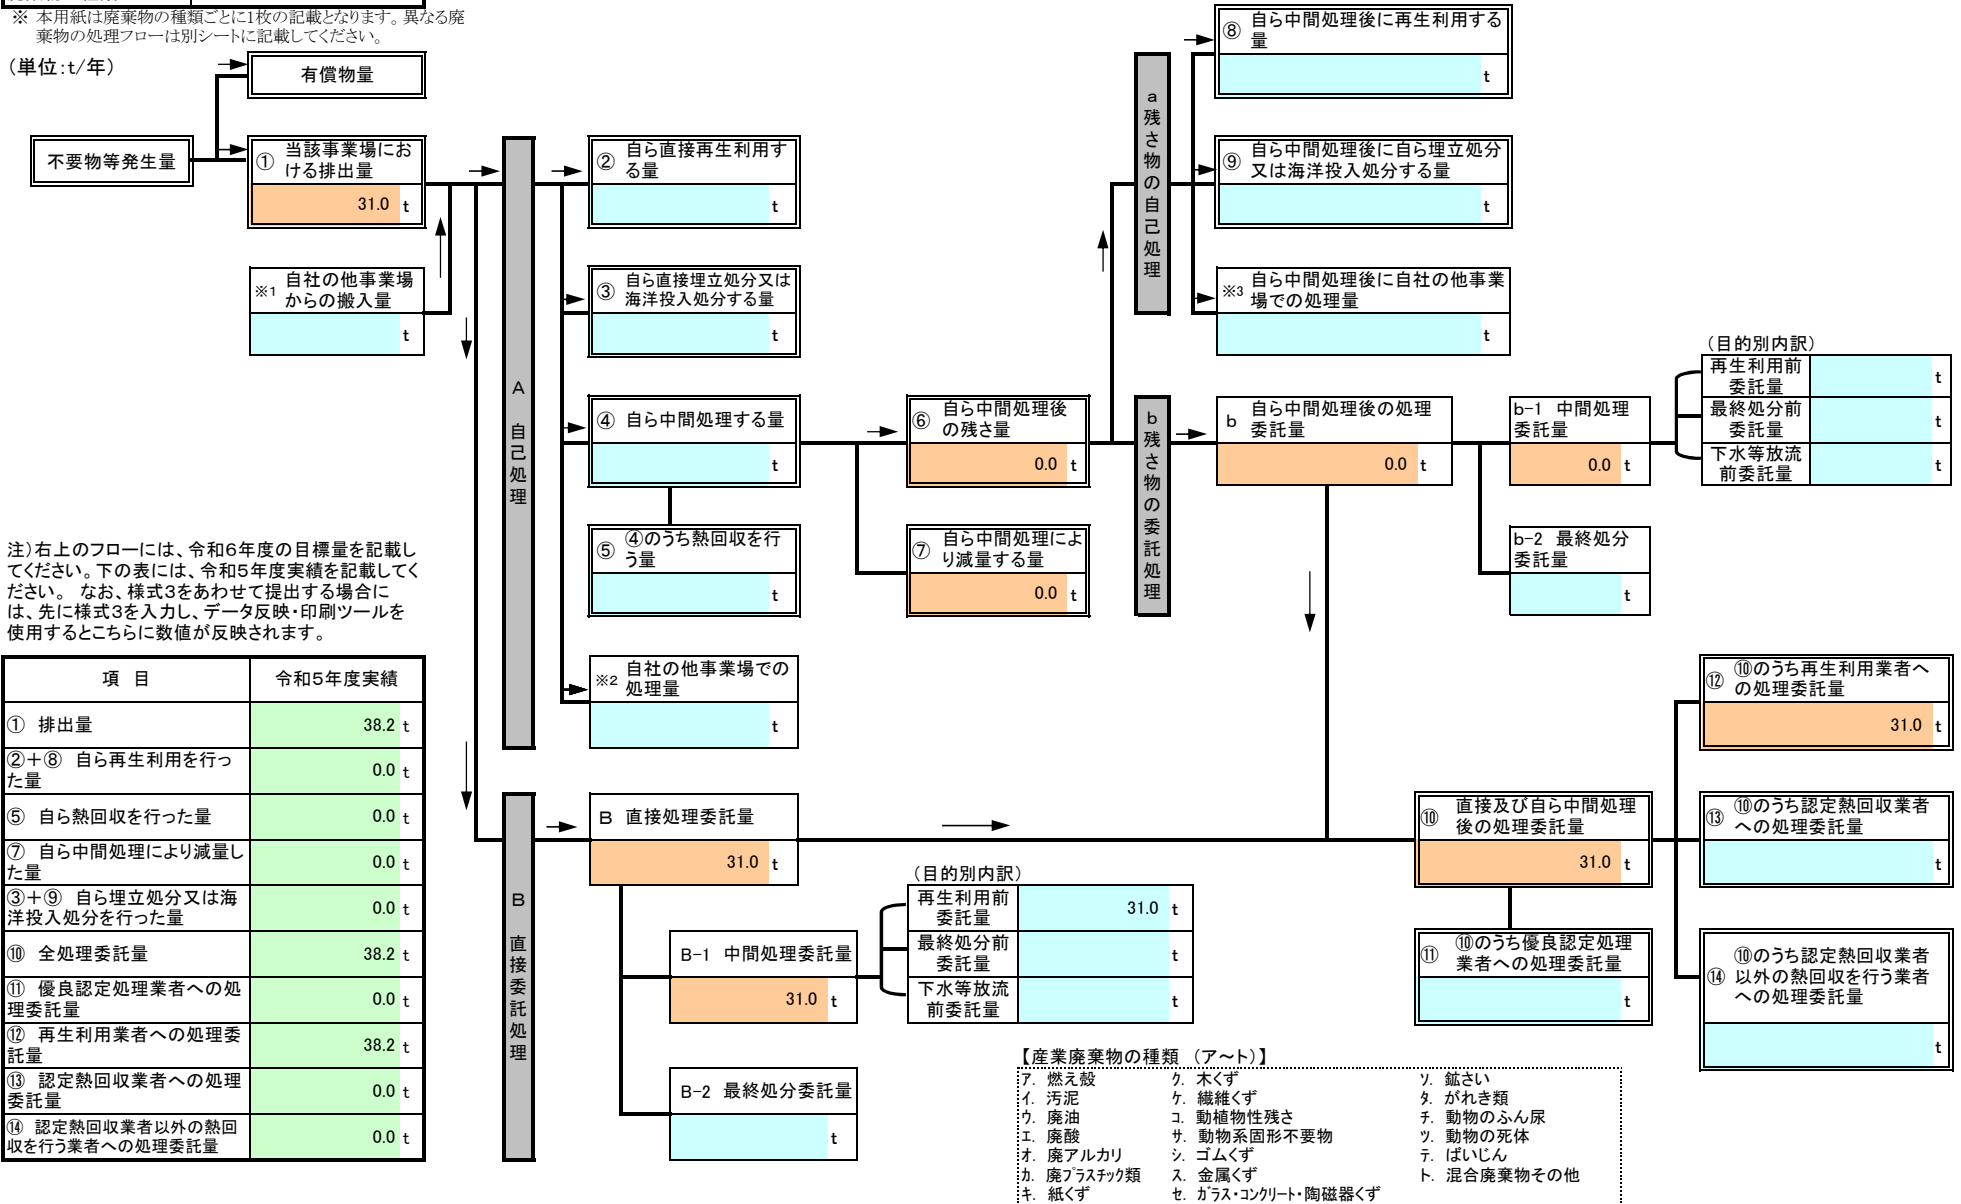 ※ 本用紙は廃棄物の種類ごとに1枚の記載となります。異なる廃
棄物の処理フローは別シートに記載してください。
(単位:t/年)
有償物量
不要物等発生量
① 当該事業場にお
ける排出量
31.0 t
※1 自社の他事業場
からの搬入量
t
A 自己処理
② 自ら直接再生利用す
る量
t
③ 自ら直接埋立処分又は
海洋投入処分する量
t
④ 自ら中間処理する量
t
⑤ ④のうち熱回収を行
う量
t
※2 自社の他事業場での
処理量
t
⑥ 自ら中間処理後
の残さ量
0.0 t
⑦ 自ら中間処理によ
り減量する量
0.0 t
a残さ物の自己処理
⑧ 自ら中間処理後に再生利用する
量
t
⑨ 自ら中間処理後に自ら埋立処分
又は海洋投入処分する量
t
※3 自ら中間処理後に自社の他事業
場での処理量
t
b残さ物の委託処理
b 自ら中間処理後の処理
委託量
0.0 t
b-1 中間処理
委託量
0.0 t
b-2 最終処分
委託量
t
(目的別内訳)
再生利用前
委託量
t
最終処分前
委託量
t
下水等放流
前委託量
t
注)右上のフローには、令和6年度の目標量を記載し
てください。下の表には、令和5年度実績を記載してく
ださい。 なお、様式3をあわせて提出する場合に
は、先に様式3を入力し、データ反映・印刷ツールを
使用するとこちらに数値が反映されます。
項 目 令和5年度実績
① 排出量 38.2 t
②+⑧ 自ら再生利用を行っ
た量 0.0 t
⑤ 自ら熱回収を行った量 0.0 t
⑦ 自ら中間処理により減量し
た量 0.0 t
③+⑨ 自ら埋立処分又は海
洋投入処分を行った量 0.0 t
⑩ 全処理委託量 38.2 t
⑪ 優良認定処理業者への処
理委託量 0.0 t
⑫ 再生利用業者への処理委
託量 38.2 t
⑬ 認定熱回収業者への処理
委託量 0.0 t
⑭ 認定熱回収業者以外の熱回
収を行う業者への処理委託量 0.0 t
B 直接委託処理
B 直接処理委託量
31.0 t
B-1 中間処理委託量
31.0 t
B-2 最終処分委託量
t
(目的別内訳)
再生利用前
委託量
31.0 t
最終処分前
委託量
t
下水等放流
前委託量
t
⑩ 直接及び自ら中間処理
後の処理委託量
31.0 t
⑪ ⑩のうち優良認定処理
業者への処理委託量
t
⑫ ⑩のうち再生利用業者へ
の処理委託量
31.0 t
⑬ ⑩のうち認定熱回収業者
への処理委託量
t
⑭ ⑩のうち認定熱回収業者
以外の熱回収を行う業者
への処理委託量
t
【産業廃棄物の種類 (ア~ト)】
ア. 燃え殻 ク. 木くず ソ. 鉱さい
イ. 汚泥 ケ. 繊維くず タ. がれき類
ウ. 廃油 コ. 動植物性残さ チ. 動物のふん尿
エ. 廃酸 サ. 動物系固形不要物 ツ. 動物の死体
オ. 廃アルカリ シ. ゴムくず テ. ばいじん
カ. 廃プラスチック類 ス. 金属くず ト. 混合廃棄物その他
キ. 紙くず セ. ガラス・コンクリート・陶磁器くず